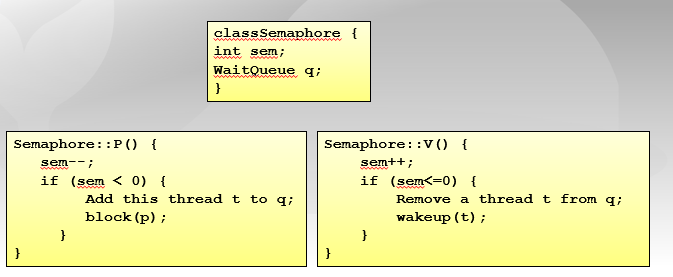 classSemaphore {
int sem;
WaitQueue q;
}
Semaphore::P() {
sem--;
if (sem < 0) {
Add this thread t to q;
block(p);
}
}
Semaphore::V() {
sem++;
if (sem<=0) {
Remove a thread t from q;
wakeup(t);
}
}